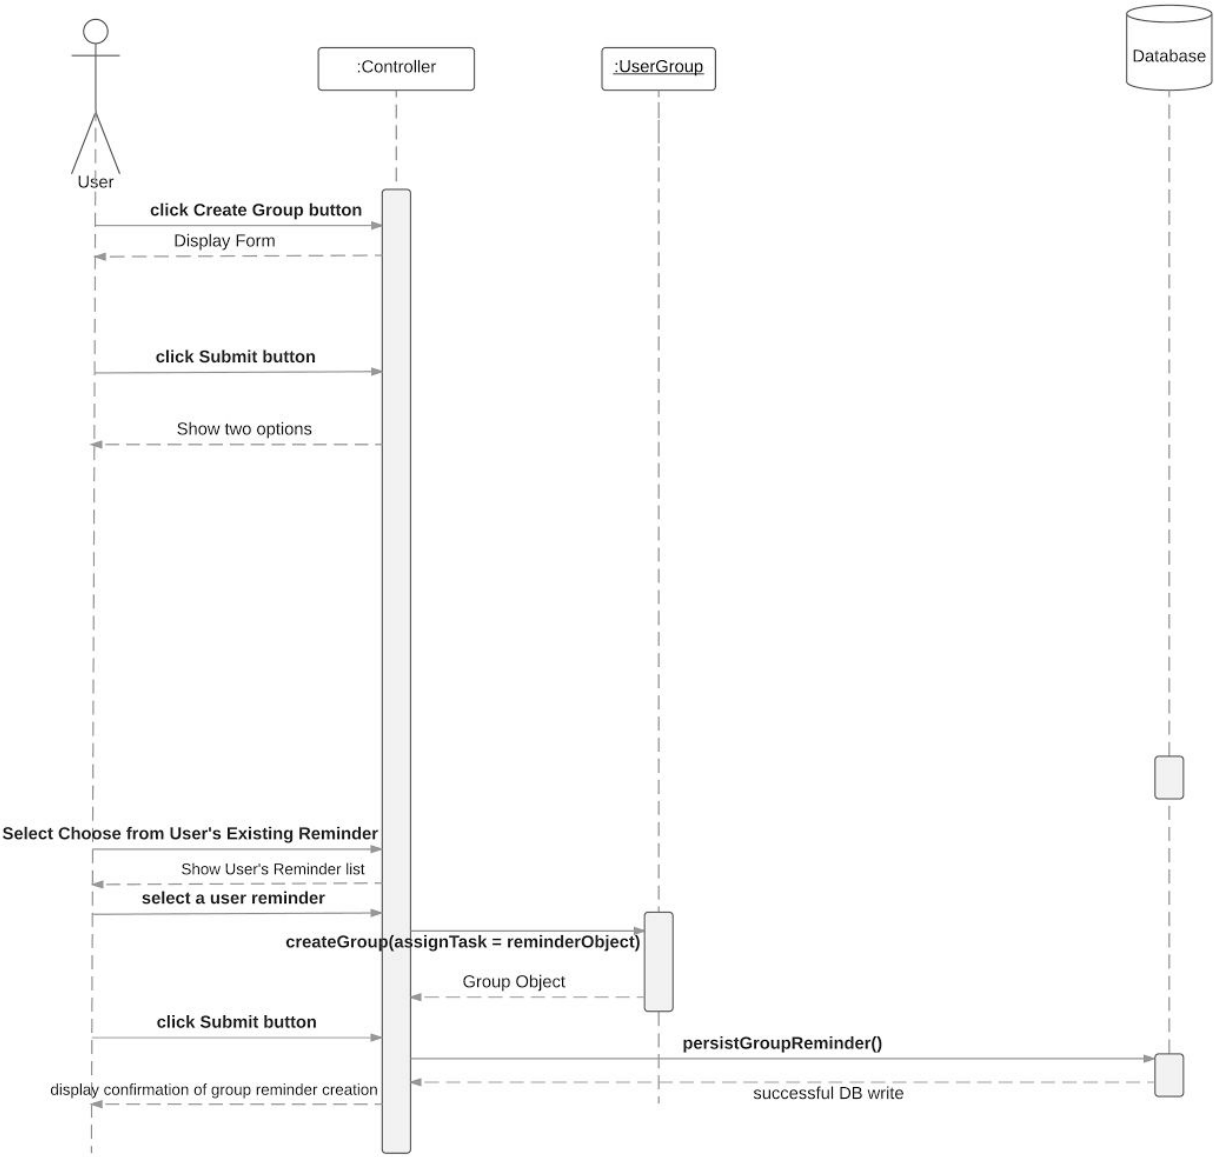 Database
:Controller
:UserGroup
User
click Create Group button
Display Form
click Submit button
Show two options
Select Choose from User's Existing Reminder
Show User's Reminder list
select a user reminder
createGroup(assignTask = reminderObject)
Group Object
click Submit button
persistGroupReminder()
display confirmation of group reminder creation
successful DB write